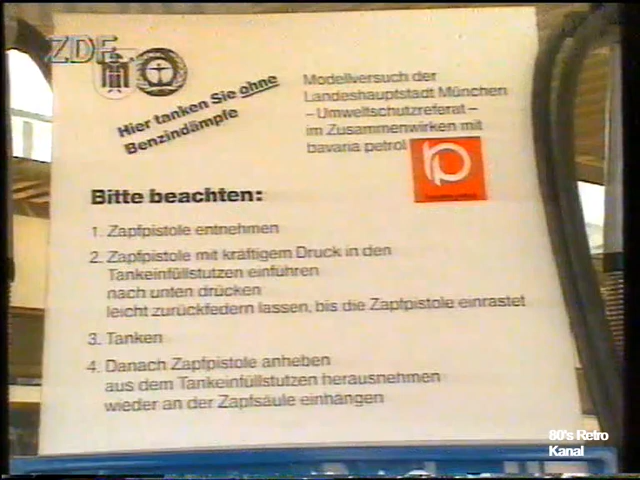 ZDF
Hier tanken Sie ohne
Benzindämpfe
Modellversuch der
Landeshauptstadt München
– Umweltschutzreferat –
im Zusammenwirken mit
bavaria petrol
Bitte beachten:
1. Zapfpistole entnehmen
2. Zapfpistole mit kräftigem Druck in den
Tankeinfüllstutzen einführen
nach unten drücken
leicht zurückfedern lassen, bis die Zapfpistole einrastet
3. Tanken
4. Danach Zapfpistole anheben
aus dem Tankeinfüllstutzen herausnehmen
wieder an der Zapfsäule einhängen
80's Retro
Kanal